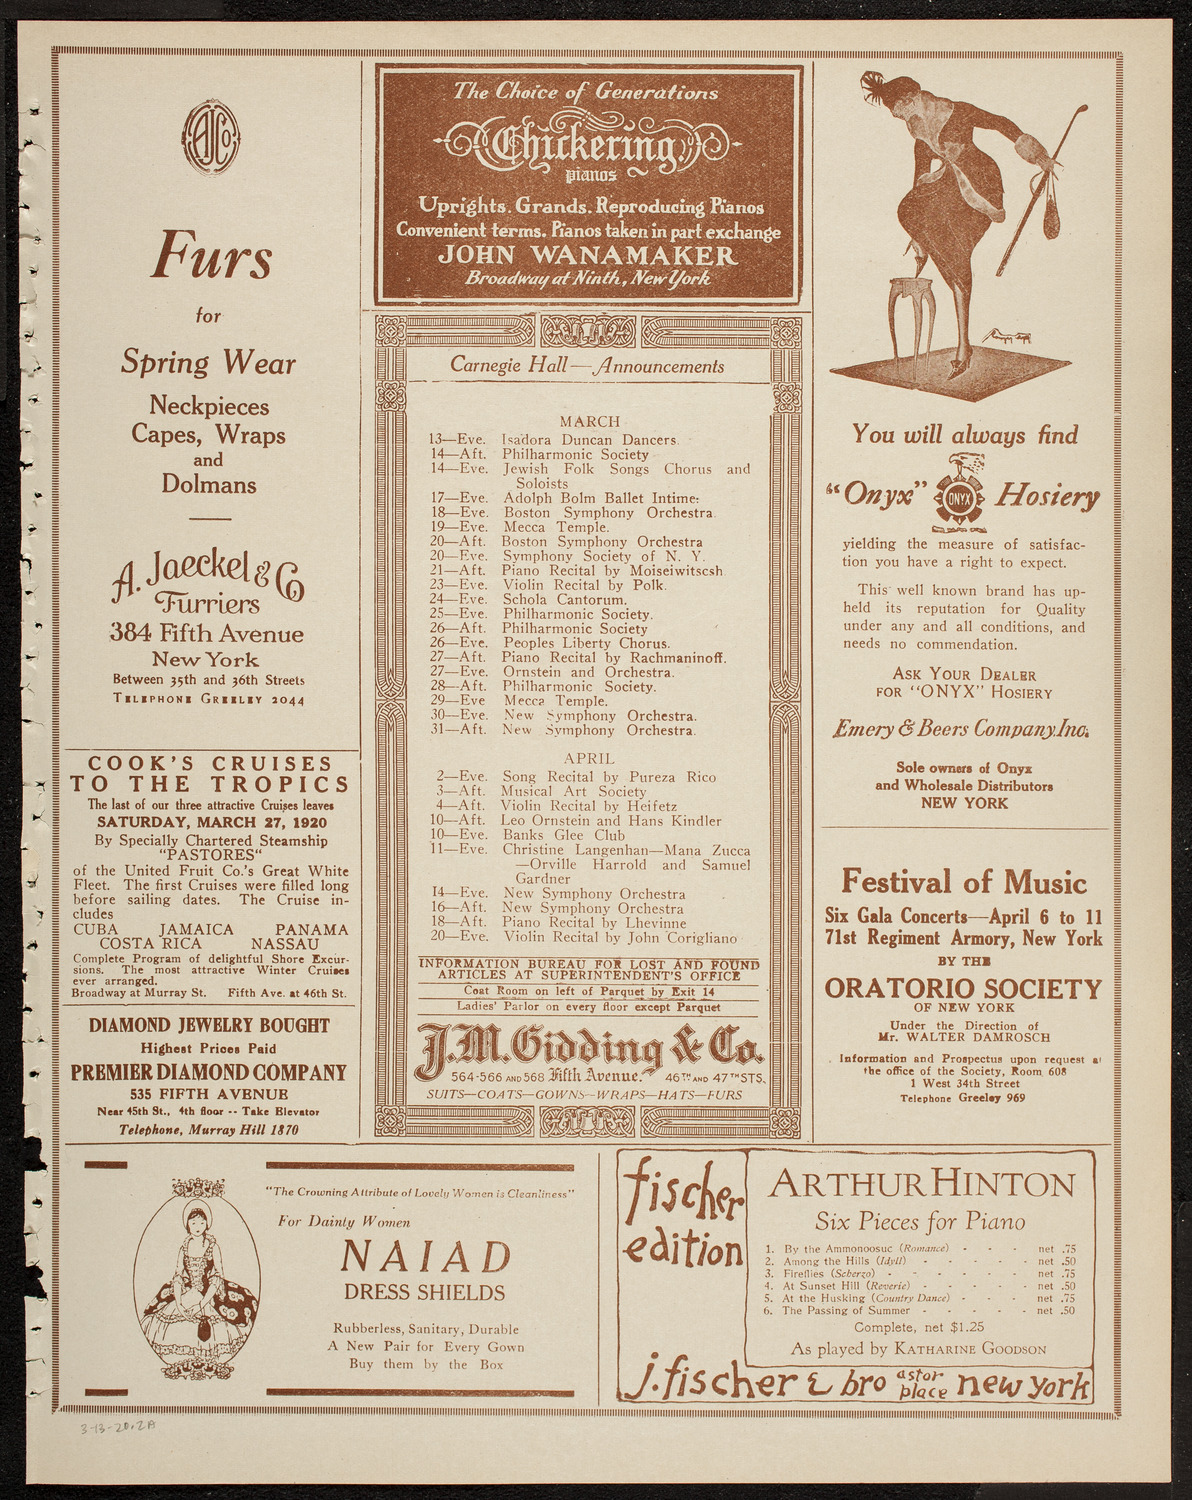 AJCo
Furs
for
Spring Wear
Neckpieces
Capes, Wraps
and
Dolmans
A. Jaeckel & Co
Furriers
384 Fifth Avenue
New York
Between 35th and 36th Streets
TELEPHONE GREELEY 2044
COOK'S CRUISES
TO THE TROPICS
The last of our three attractive Cruises leaves
SATURDAY, MARCH 27, 1920
By Specially Chartered Steamship
"PASTORES"
of the United Fruit Co.'s Great White
Fleet. The first Cruises were filled long
before sailing dates. The Cruise in-
cludes
CUBA JAMAICA PANAMA
COSTA RICA NASSAU
Complete Program of delightful Shore Excur-
sions. The most attractive Winter Cruises
ever arranged.
Broadway at Murray St. Fifth Ave. at 46th St.
DIAMOND JEWELRY BOUGHT
Highest Prices Paid
PREMIER DIAMOND COMPANY
535 FIFTH AVENUE
Near 45th St., 4th floor -- Take Elevator
Telephone, Murray Hill 1870
The Choice of Generations
Chickering
pianos
Uprights. Grands. Reproducing Pianos
Convenient terms. Pianos taken in part exchange
JOHN WANAMAKER
Broadway at Ninth, New York
Carnegie Hall—Announcements
MARCH
13—Eve. Isadora Duncan Dancers.
14—Aft. Philharmonic Society
14—Eve. Jewish Folk Songs Chorus and
Soloists
17—Eve. Adolph Bolm Ballet Intime:
18—Eve. Boston Symphony Orchestra.
19—Eve. Mecca Temple.
20—Aft. Boston Symphony Orchestra
20—Eve. Symphony Society of N. Y.
21—Aft. Piano Recital by Moiseiwitscsh
23—Eve. Violin Recital by Polk.
24—Eve. Schola Cantorum.
25—Eve. Philharmonic Society.
26—Aft. Philharmonic Society
26—Eve. Peoples Liberty Chorus.
27—Aft. Piano Recital by Rachmaninoff.
27—Eve. Ornstein and Orchestra.
28—Aft. Philharmonic Society.
29—Eve Mecca Temple.
30—Eve. New Symphony Orchestra.
31—Aft. New Symphony Orchestra.
APRIL
2—Eve. Song Recital by Pureza Rico
3—Aft. Musical Art Society
4—Aft. Violin Recital by Heifetz
10—Aft. Leo Ornstein and Hans Kindler
10—Eve. Banks Glee Club
11—Eve. Christine Langenhan—Mana Zucca
—Orville Harrold and Samuel
Gardner
14—Eve. New Symphony Orchestra
16—Aft. New Symphony Orchestra
18—Aft. Piano Recital by Lhevinne
20—Eve. Violin Recital by John Corigliano
INFORMATION BUREAU FOR LOST AND FOUND
ARTICLES AT SUPERINTENDENT'S OFFICE
Coat Room on left of Parquet by Exit 14
Ladies' Parlor on every floor except Parquet
J.M. Gidding & Co.
564-566 AND 568 Fifth Avenue. 46TH AND 47TH STS.
SUITS—COATS—GOWNS—WRAPS—HATS—FURS
You will always find
"Onyx" ONYX Hosiery
yielding the measure of satisfac-
tion you have a right to expect.
This well known brand has up-
held its reputation for Quality
under any and all conditions, and
needs no commendation.
ASK YOUR DEALER
FOR "ONYX" HOSIERY
Emery & Beers Company, Inc.
Sole owners of Onyx
and Wholesale Distributors
NEW YORK
Festival of Music
Six Gala Concerts—April 6 to 11
71st Regiment Armory, New York
BY THE
ORATORIO SOCIETY
OF NEW YORK
Under the Direction of
Mr. WALTER DAMROSCH
Information and Prospectus upon request at
the office of the Society, Room 608
1 West 34th Street
Telephone Greeley 969
"The Crowning Attribute of Lovely Women is Cleanliness"
For Dainty Women
NAIAD
DRESS SHIELDS
Rubberless, Sanitary, Durable
A New Pair for Every Gown
Buy them by the Box
fischer
edition
ARTHUR HINTON
Six Pieces for Piano
1. By the Ammonoosuc (Romance) - - - net .75
2. Among the Hills (Idyll) - - - - - net .50
3. Fireflies (Scherzo) - - - - - - net .75
4. At Sunset Hill (Reverie) - - - - - net .50
5. At the Husking (Country Dance) - - - net .75
6. The Passing of Summer - - - - - net .50
Complete, net $1.25
As played by KATHARINE GOODSON
j. fischer & bro astor place new york
3-13-20.2A